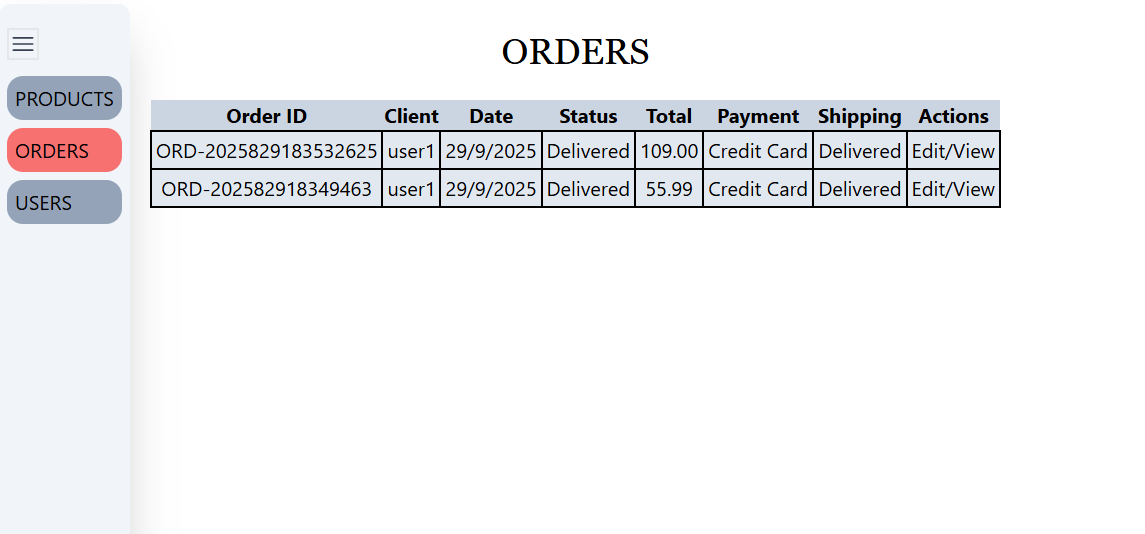 PRODUCTS
ORDERS
USERS
ORDERS
Order ID Client Date Status Total Payment Shipping Actions
ORD-2025829183532625 user1 29/9/2025 Delivered 109.00 Credit Card Delivered Edit/View
ORD-202582918349463 user1 29/9/2025 Delivered 55.99 Credit Card Delivered Edit/View